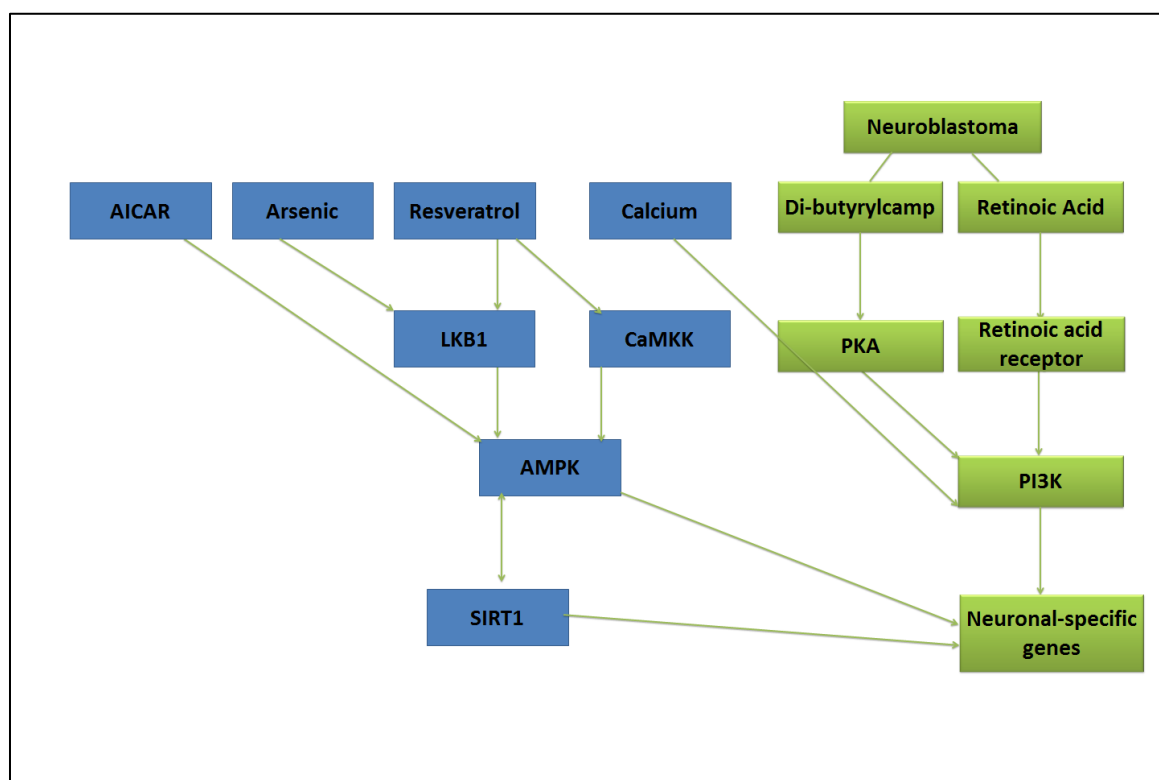 Neuroblastoma
AICAR
Arsenic
Resveratrol
Calcium
Di-butyrylcamp
Retinoic Acid
LKB1
CaMKK
PKA
Retinoic acid
receptor
AMPK
PI3K
SIRT1
Neuronal-specific
genes